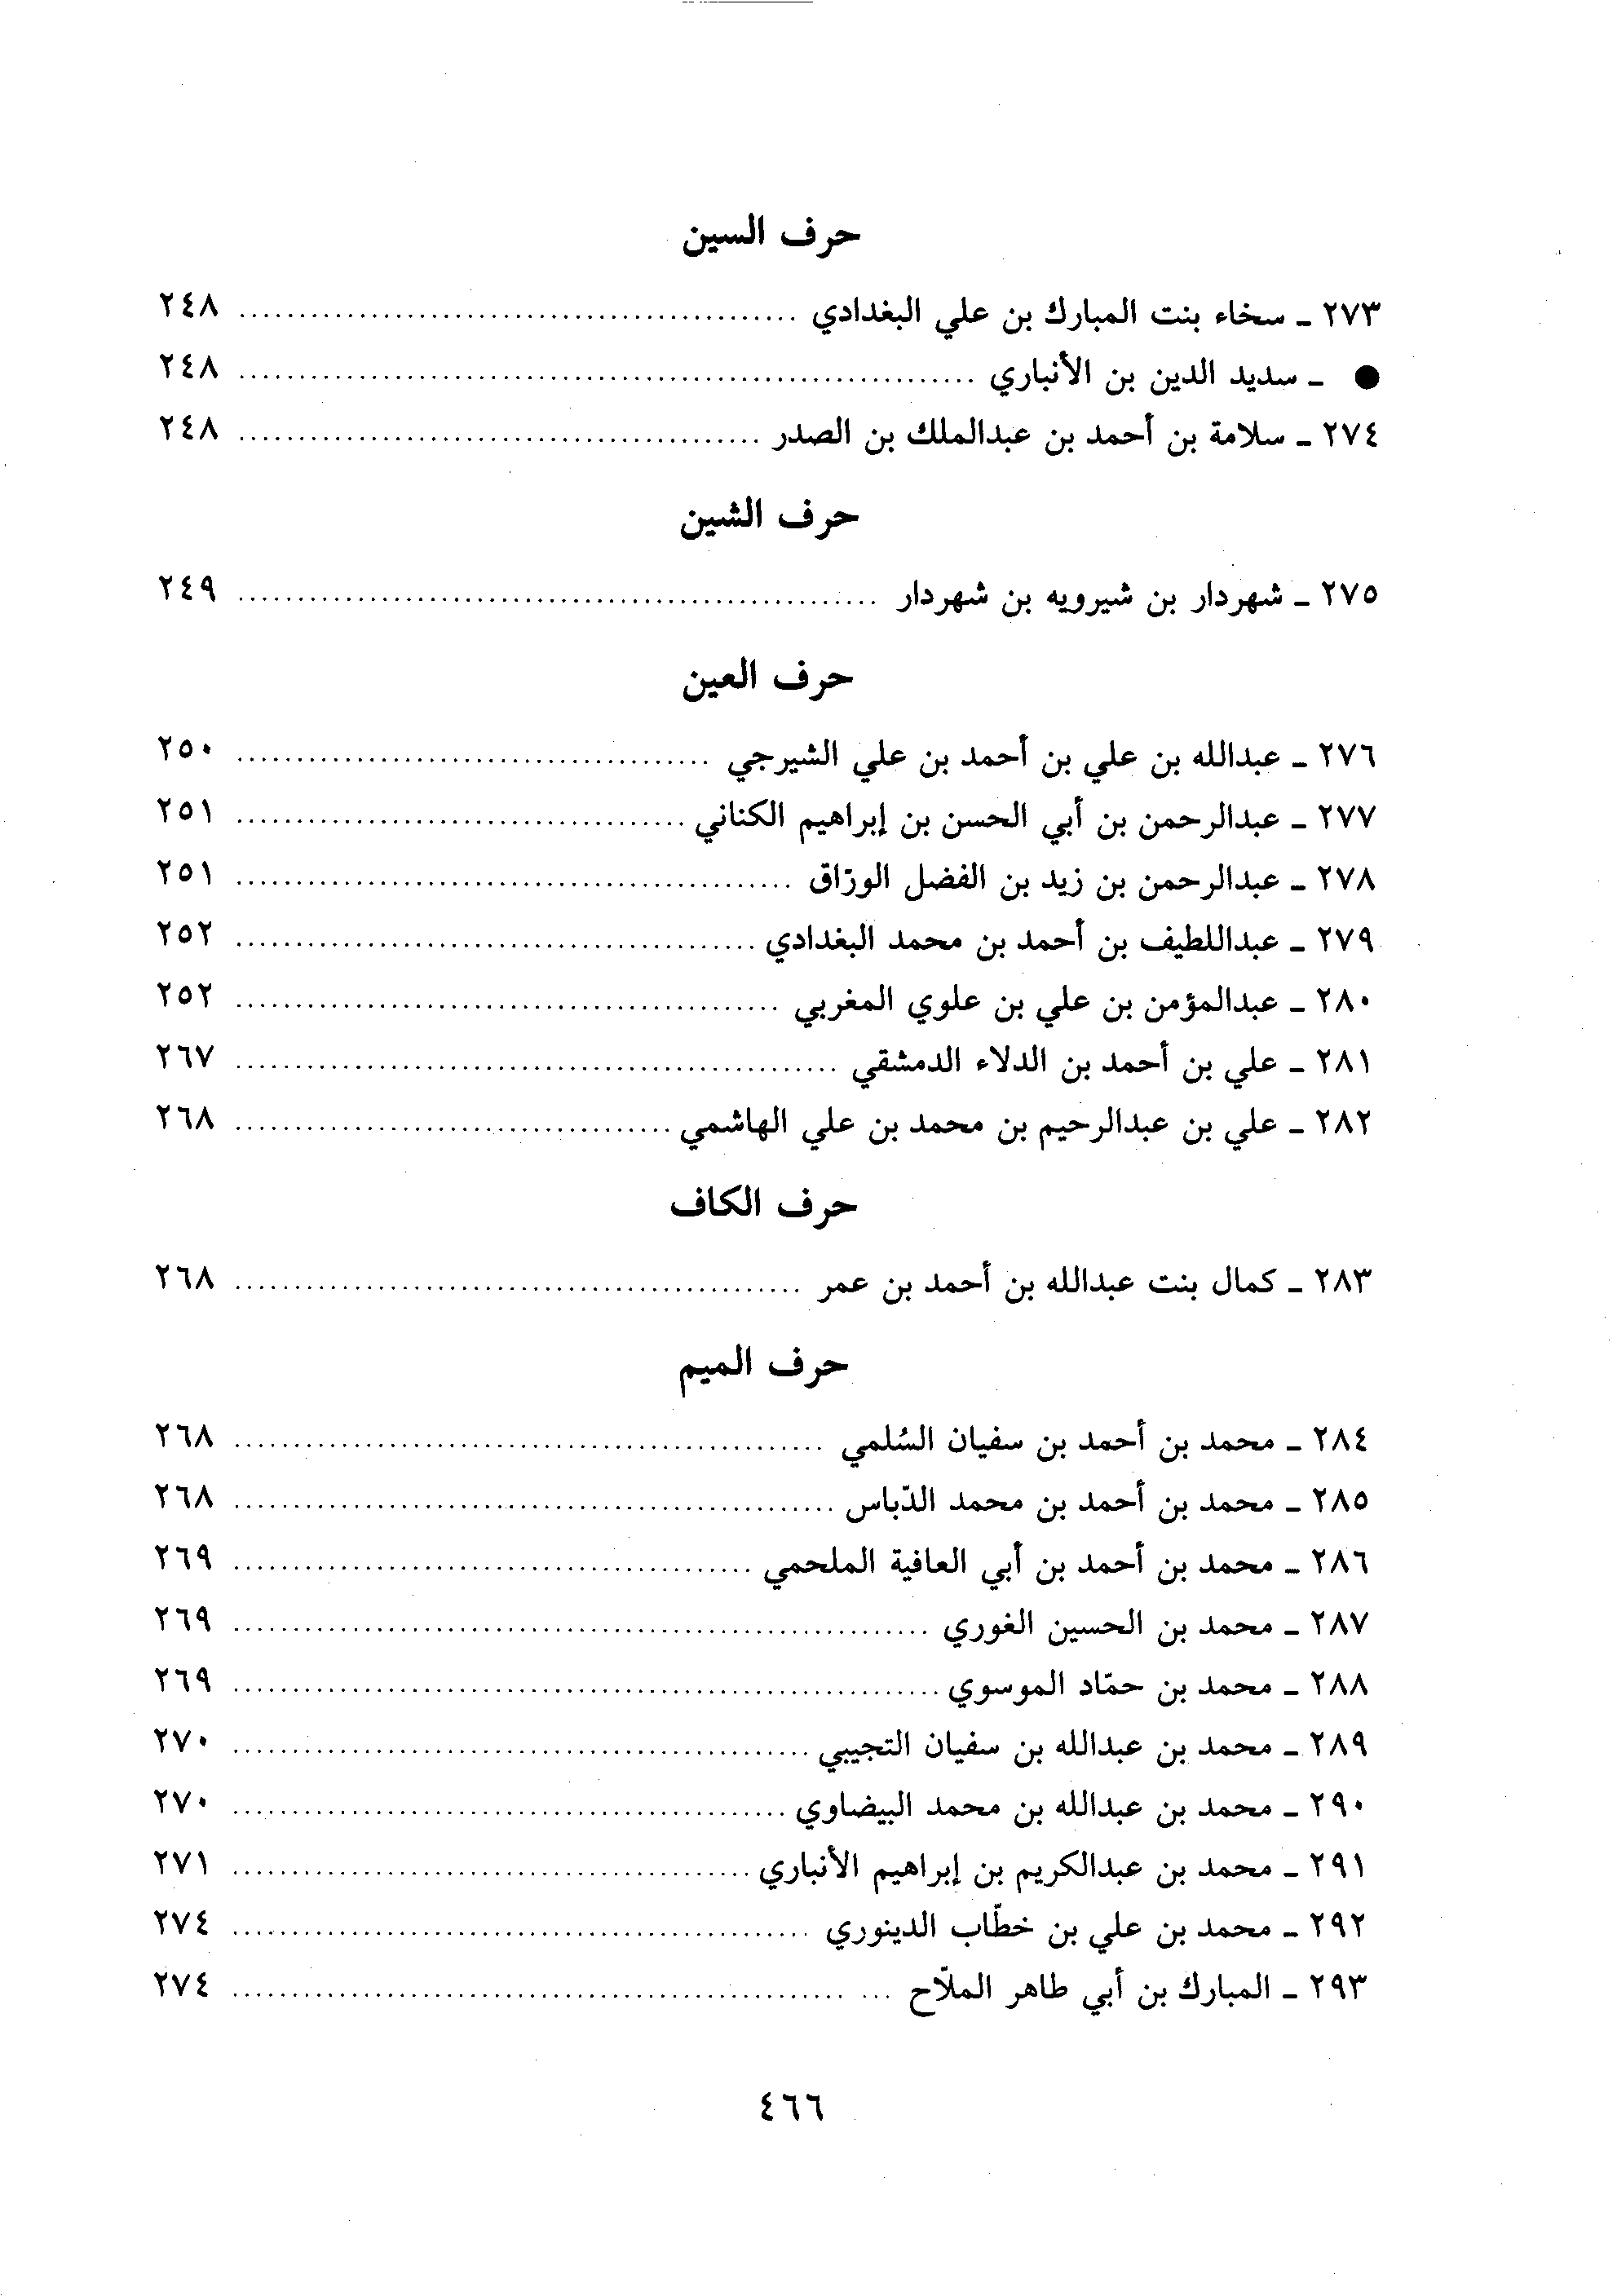 حرف السين
٢٧٣ ـ سخاء بنت المبارك بن علي البغدادي ........ ٢٤٨
● ـ سديد الدين بن الأنباري ........ ٢٤٨
٢٧٤ ـ سلامة بن أحمد بن عبدالملك بن الصدر ........ ٢٤٨
حرف الشين
٢٧٥ ـ شهردار بن شيرويه بن شهردار ........ ٢٤٩
حرف العين
٢٧٦ ـ عبدالله بن علي بن أحمد بن علي الشيرجي ........ ٢٥٠
٢٧٧ ـ عبدالرحمن بن أبي الحسن بن إبراهيم الكناني ........ ٢٥١
٢٧٨ ـ عبدالرحمن بن زيد بن الفضل الورّاق ........ ٢٥١
٢٧٩ ـ عبداللطيف بن أحمد بن محمد البغدادي ........ ٢٥٢
٢٨٠ ـ عبدالمؤمن بن علي بن علوي المغربي ........ ٢٥٢
٢٨١ ـ علي بن أحمد بن الدلاء الدمشقي ........ ٢٦٧
٢٨٢ ـ علي بن عبدالرحيم بن محمد بن علي الهاشمي ........ ٢٦٨
حرف الكاف
٢٨٣ ـ كمال بنت عبدالله بن أحمد بن عمر ........ ٢٦٨
حرف الميم
٢٨٤ ـ محمد بن أحمد بن سفيان السُلمي ........ ٢٦٨
٢٨٥ ـ محمد بن أحمد بن محمد الدّباس ........ ٢٦٨
٢٨٦ ـ محمد بن أحمد بن أبي العافية الملحمي ........ ٢٦٩
٢٨٧ ـ محمد بن الحسين الغوري ........ ٢٦٩
٢٨٨ ـ محمد بن حمّاد الموسوي ........ ٢٦٩
٢٨٩ ـ محمد بن عبدالله بن سفيان التجيبي ........ ٢٧٠
٢٩٠ ـ محمد بن عبدالله بن محمد البيضاوي ........ ٢٧٠
٢٩١ ـ محمد بن عبدالكريم بن إبراهيم الأنباري ........ ٢٧١
٢٩٢ ـ محمد بن علي بن خطّاب الدينوري ........ ٢٧٤
٢٩٣ ـ المبارك بن أبي طاهر الملّاح ........ ٢٧٤
٤٦٦